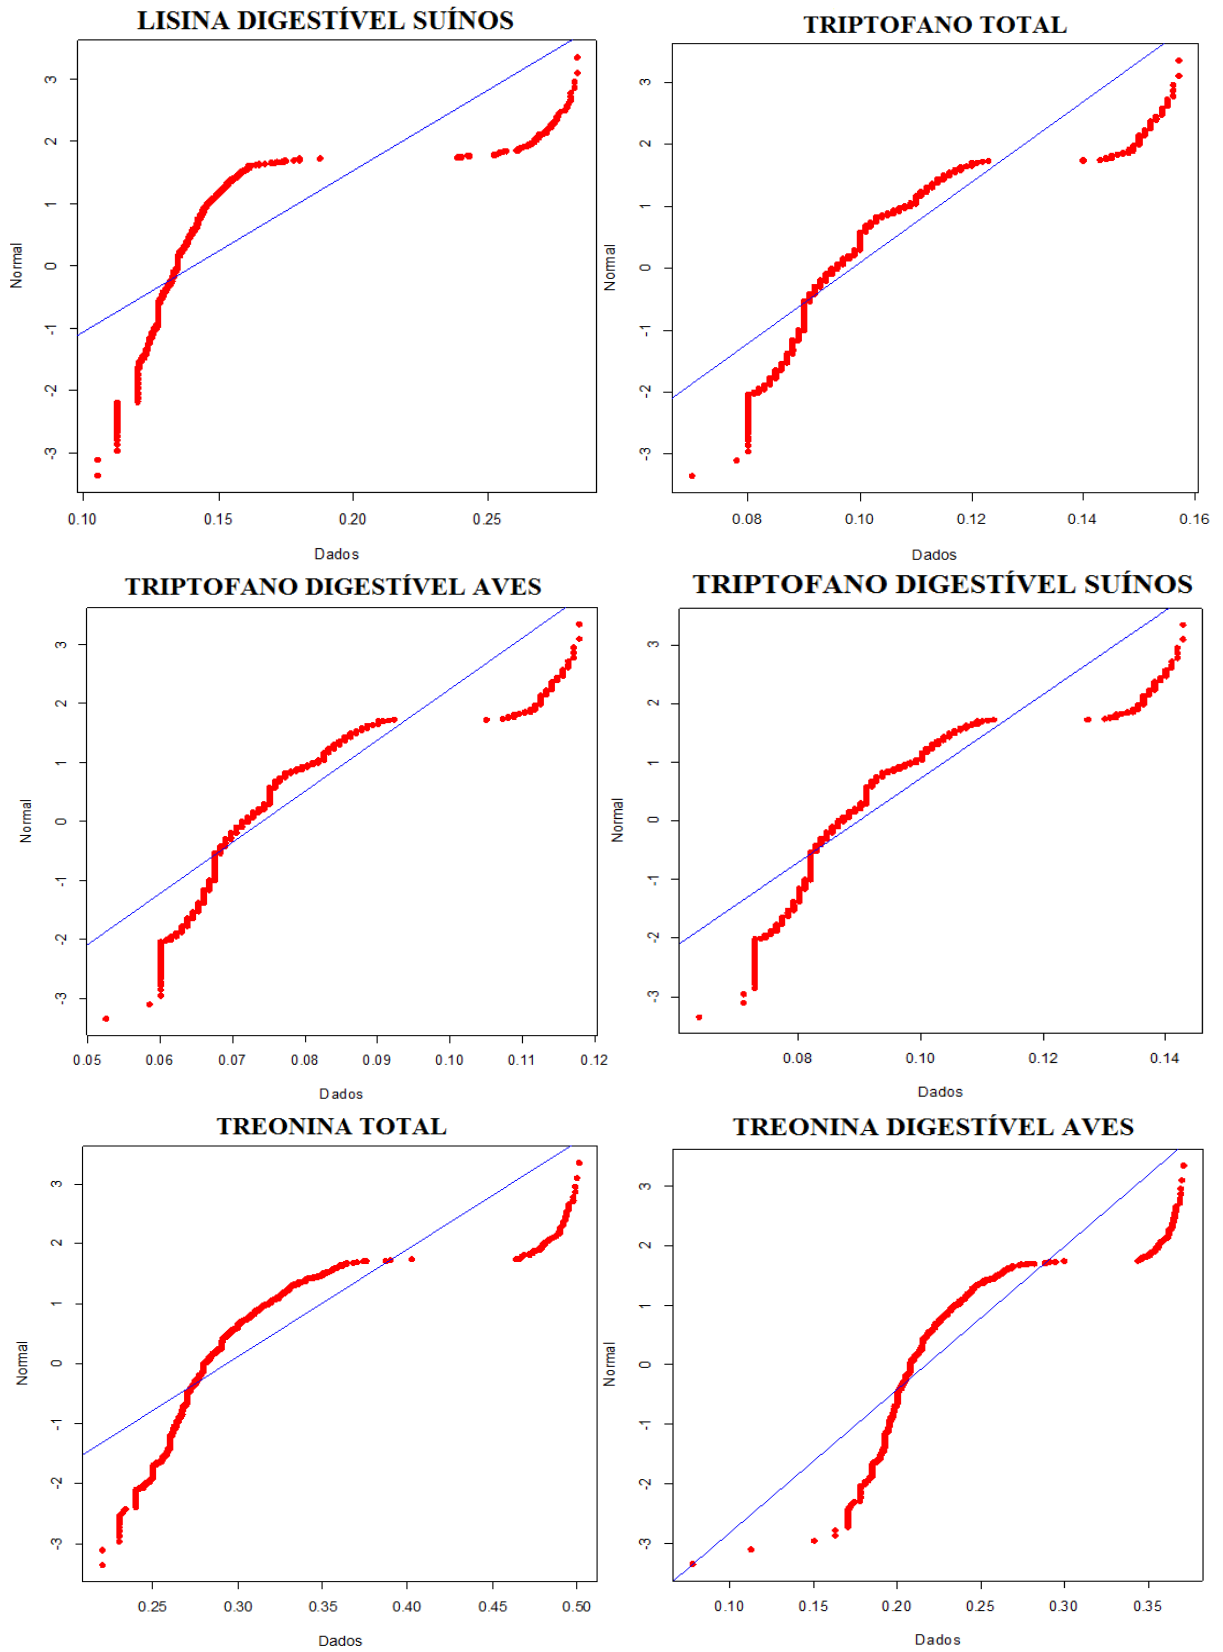 LISINA DIGESTÍVEL SUÍNOS
Normal
3
2
1
0
-1
-2
-3
0.10 0.15 0.20 0.25
Dados
TRIPTOFANO TOTAL
Normal
3
2
1
0
-1
-2
-3
0.08 0.10 0.12 0.14 0.16
Dados
TRIPTOFANO DIGESTÍVEL AVES
Normal
3
2
1
0
-1
-2
-3
0.05 0.06 0.07 0.08 0.09 0.10 0.11 0.12
Dados
TRIPTOFANO DIGESTÍVEL SUÍNOS
Normal
3
2
1
0
-1
-2
-3
0.08 0.10 0.12 0.14
Dados
TREONINA TOTAL
Normal
3
2
1
0
-1
-2
-3
0.25 0.30 0.35 0.40 0.45 0.50
Dados
TREONINA DIGESTÍVEL AVES
Normal
3
2
1
0
-1
-2
-3
0.10 0.15 0.20 0.25 0.30 0.35
Dados